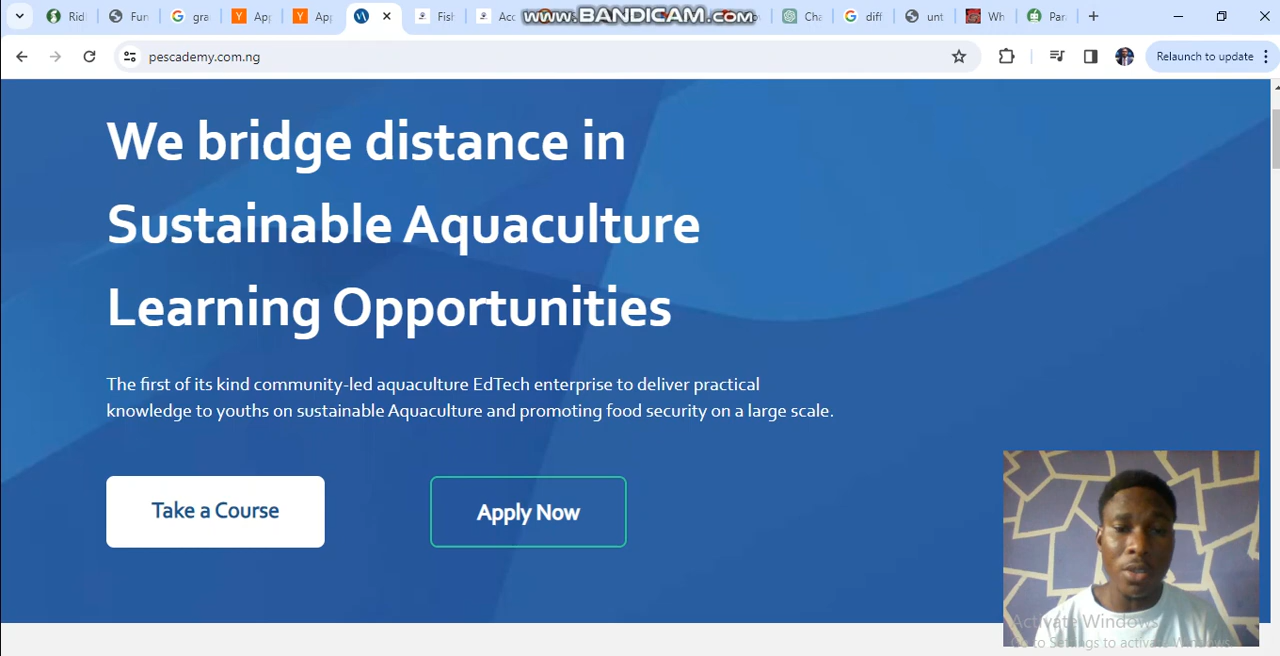 Rid
Fun
gra
App
App
Fish
Acc
www.BANDICAM.com
Cha
diff
unt
Wh
Par
pescademy.com.ng
Relaunch to update
We bridge distance in
Sustainable Aquaculture
Learning Opportunities
The first of its kind community-led aquaculture EdTech enterprise to deliver practical
knowledge to youths on sustainable Aquaculture and promoting food security on a large scale.
Take a Course
Apply Now
Activate Windows
Go to Settings to activate Windows.